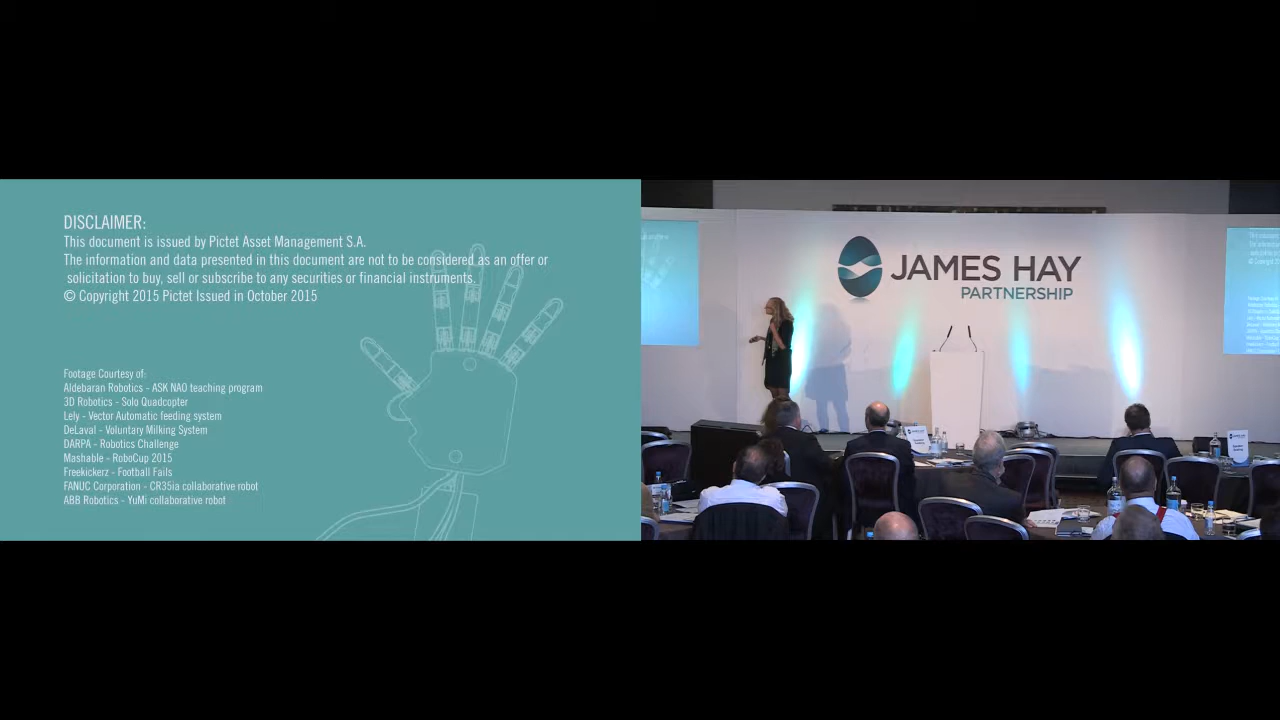 DISCLAIMER:
This document is issued by Pictet Asset Management S.A.
The information and data presented in this document are not to be considered as an offer or
solicitation to buy, sell or subscribe to any securities or financial instruments.
© Copyright 2015 Pictet Issued in October 2015
Footage Courtesy of:
Aldebaran Robotics - ASK NAO teaching program
3D Robotics - Solo Quadcopter
Lely - Vector Automatic feeding system
DeLaval - Voluntary Milking System
DARPA - Robotics Challenge
Mashable - RoboCup 2015
Freekickerz - Football Fails
FANUC Corporation - CR35ia collaborative robot
ABB Robotics - YuMi collaborative robot
JAMES HAY
PARTNERSHIP